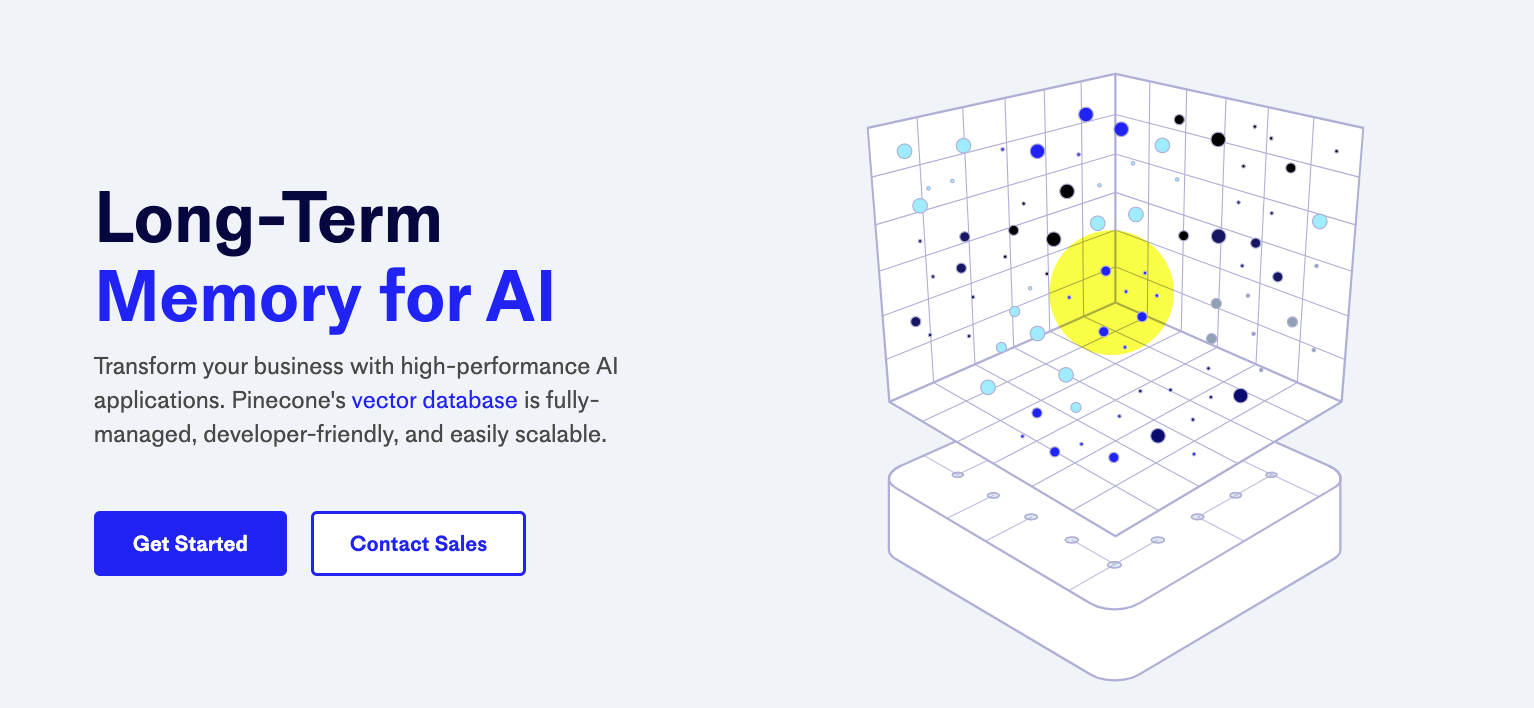 Long-Term
Memory for AI
Transform your business with high-performance AI
applications. Pinecone's vector database is fully-
managed, developer-friendly, and easily scalable.
Get Started
Contact Sales